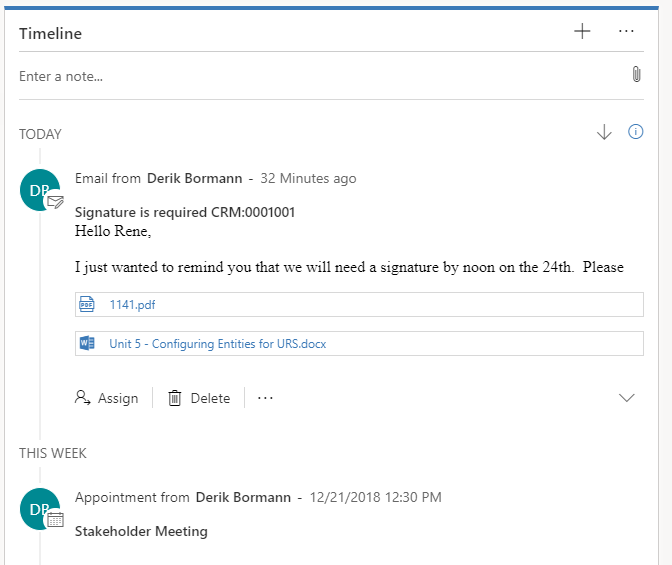 Timeline
Enter a note...
TODAY
DB
Email from Derik Bormann - 32 Minutes ago
Signature is required CRM:0001001
Hello Rene,
I just wanted to remind you that we will need a signature by noon on the 24th.  Please
PDF 1141.pdf
W Unit 5 - Configuring Entities for URS.docx
Assign Delete ...
THIS WEEK
DB
Appointment from Derik Bormann - 12/21/2018 12:30 PM
Stakeholder Meeting